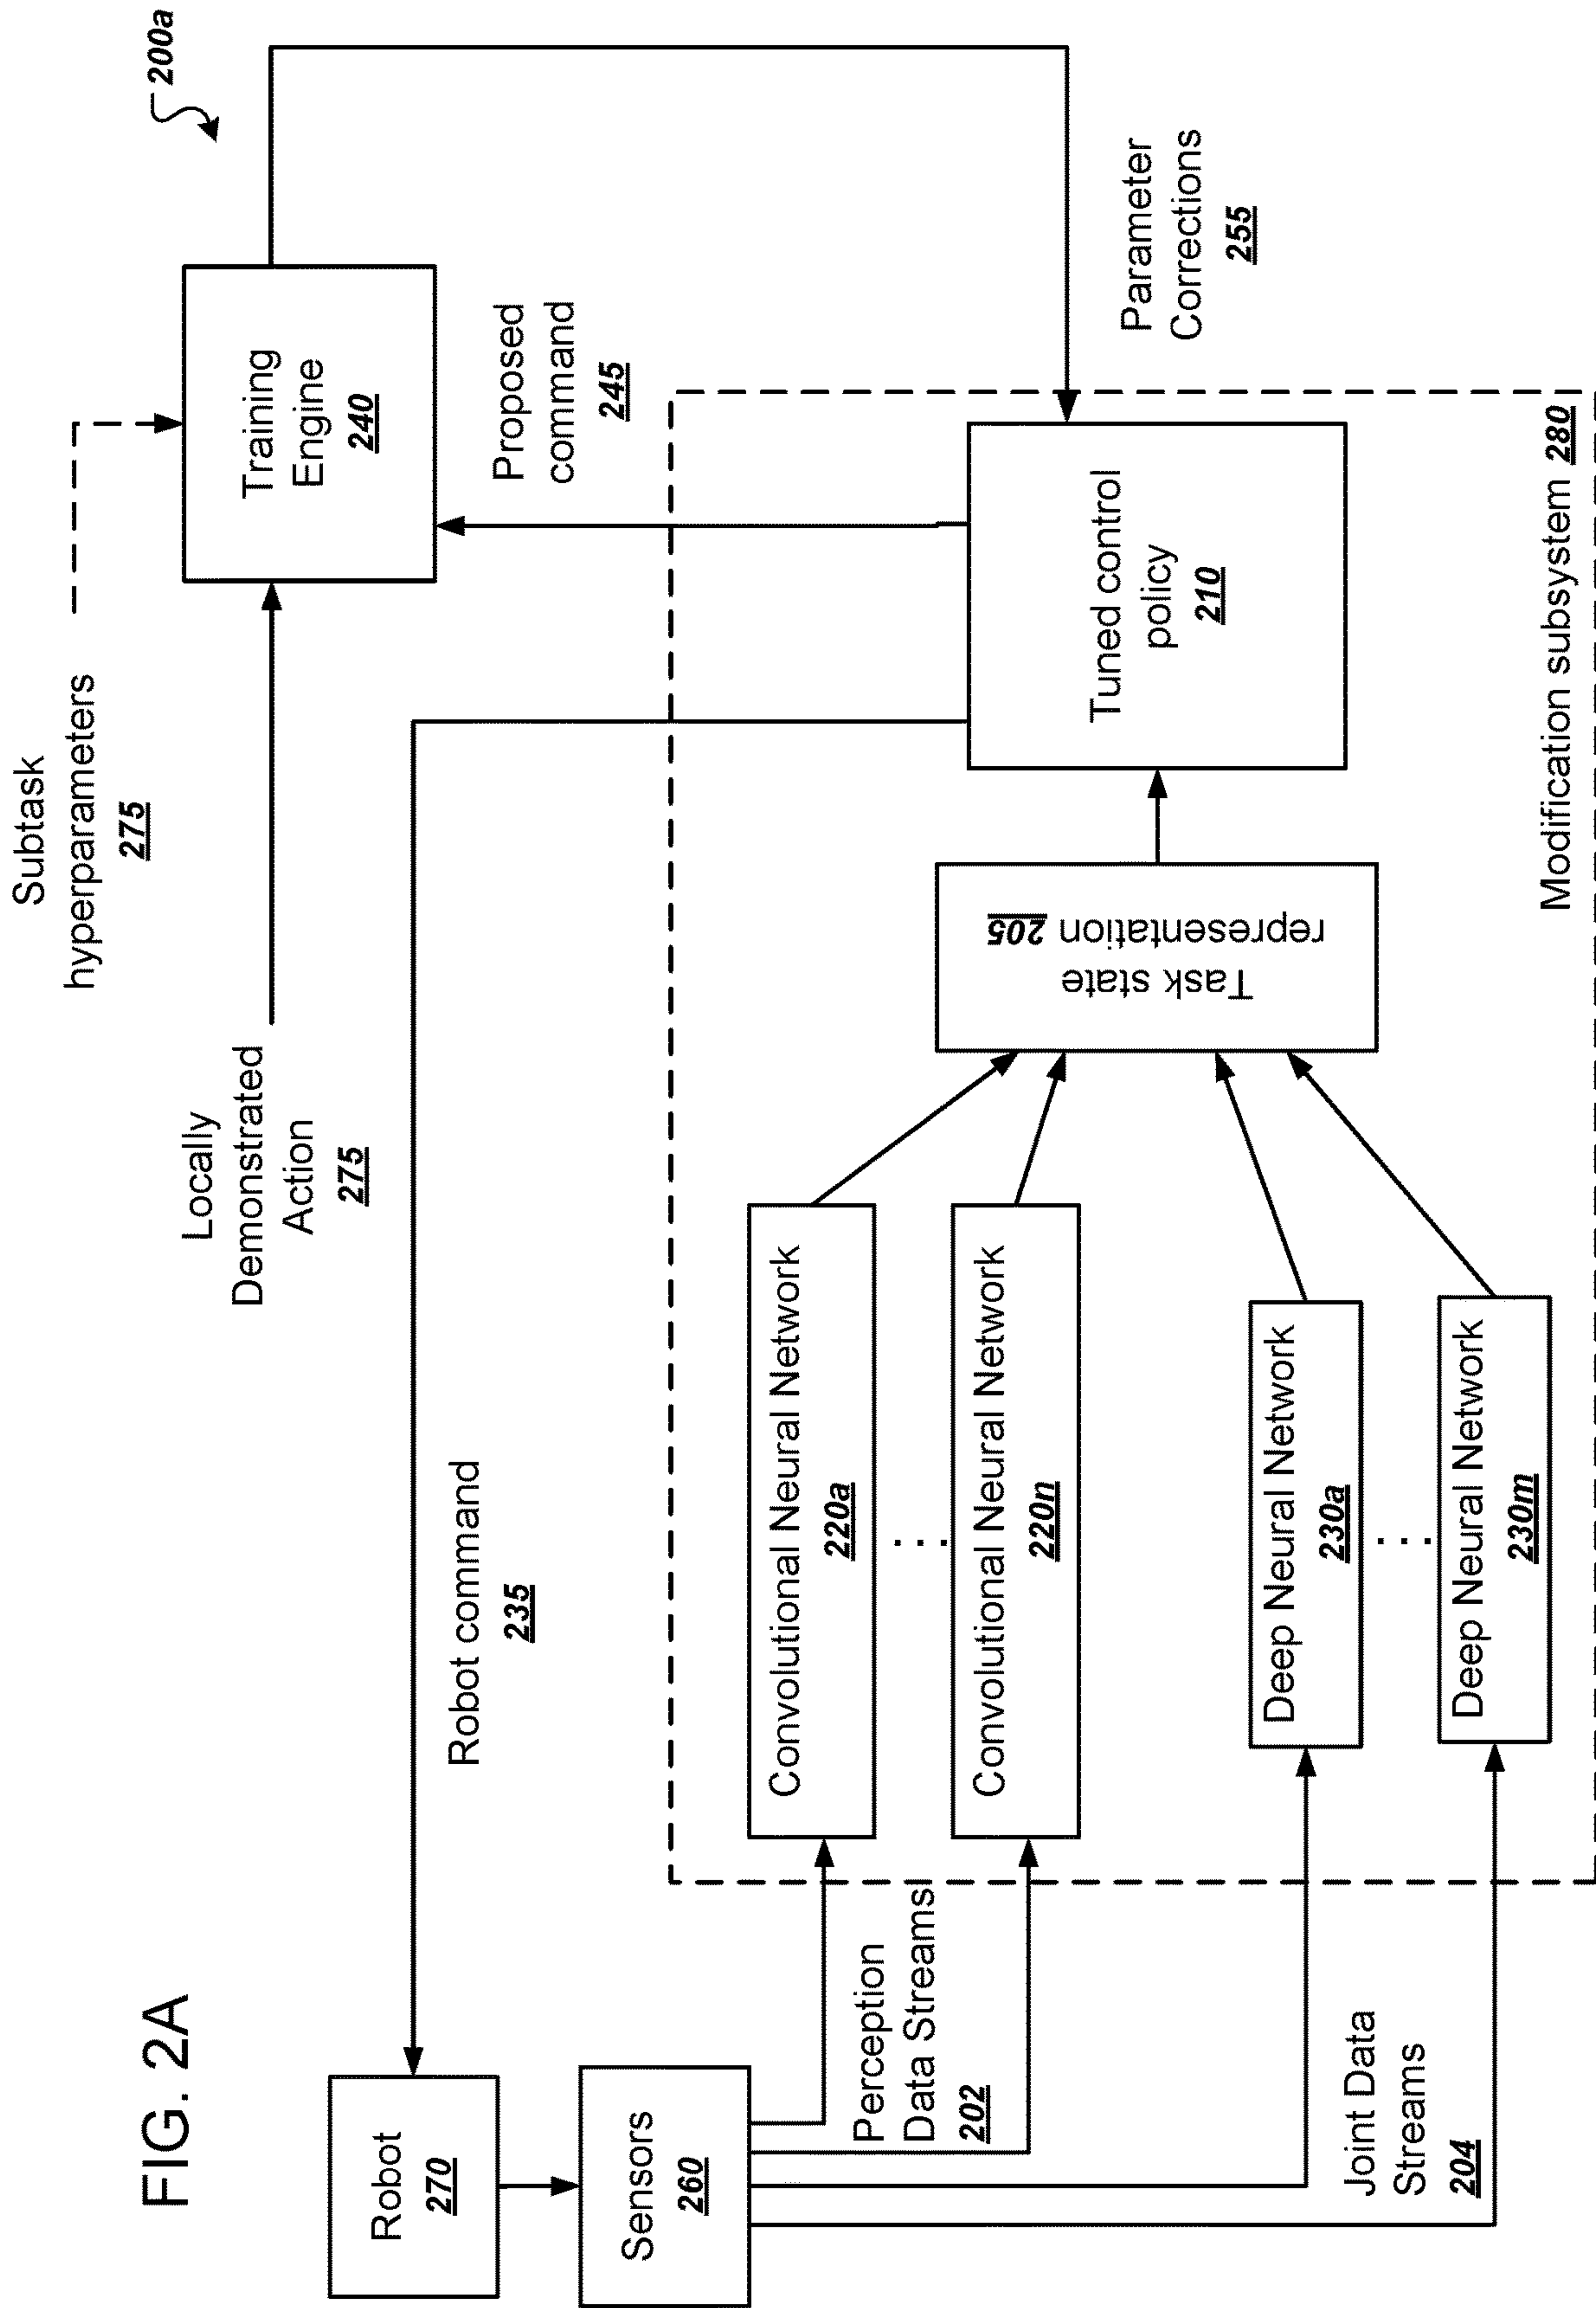 FIG. 2A
200a
Subtask
hyperparameters
275
Locally
Demonstrated
Action
275
Training
Engine
240
Robot
270
Robot command
235
Proposed
command
245
Sensors
260
Perception
Data Streams
202
Joint Data
Streams
204
Convolutional Neural Network
220a
...
Convolutional Neural Network
220n
Deep Neural Network
230a
...
Deep Neural Network
230m
Task state
representation 205
Tuned control
policy
210
Parameter
Corrections
255
Modification subsystem 280